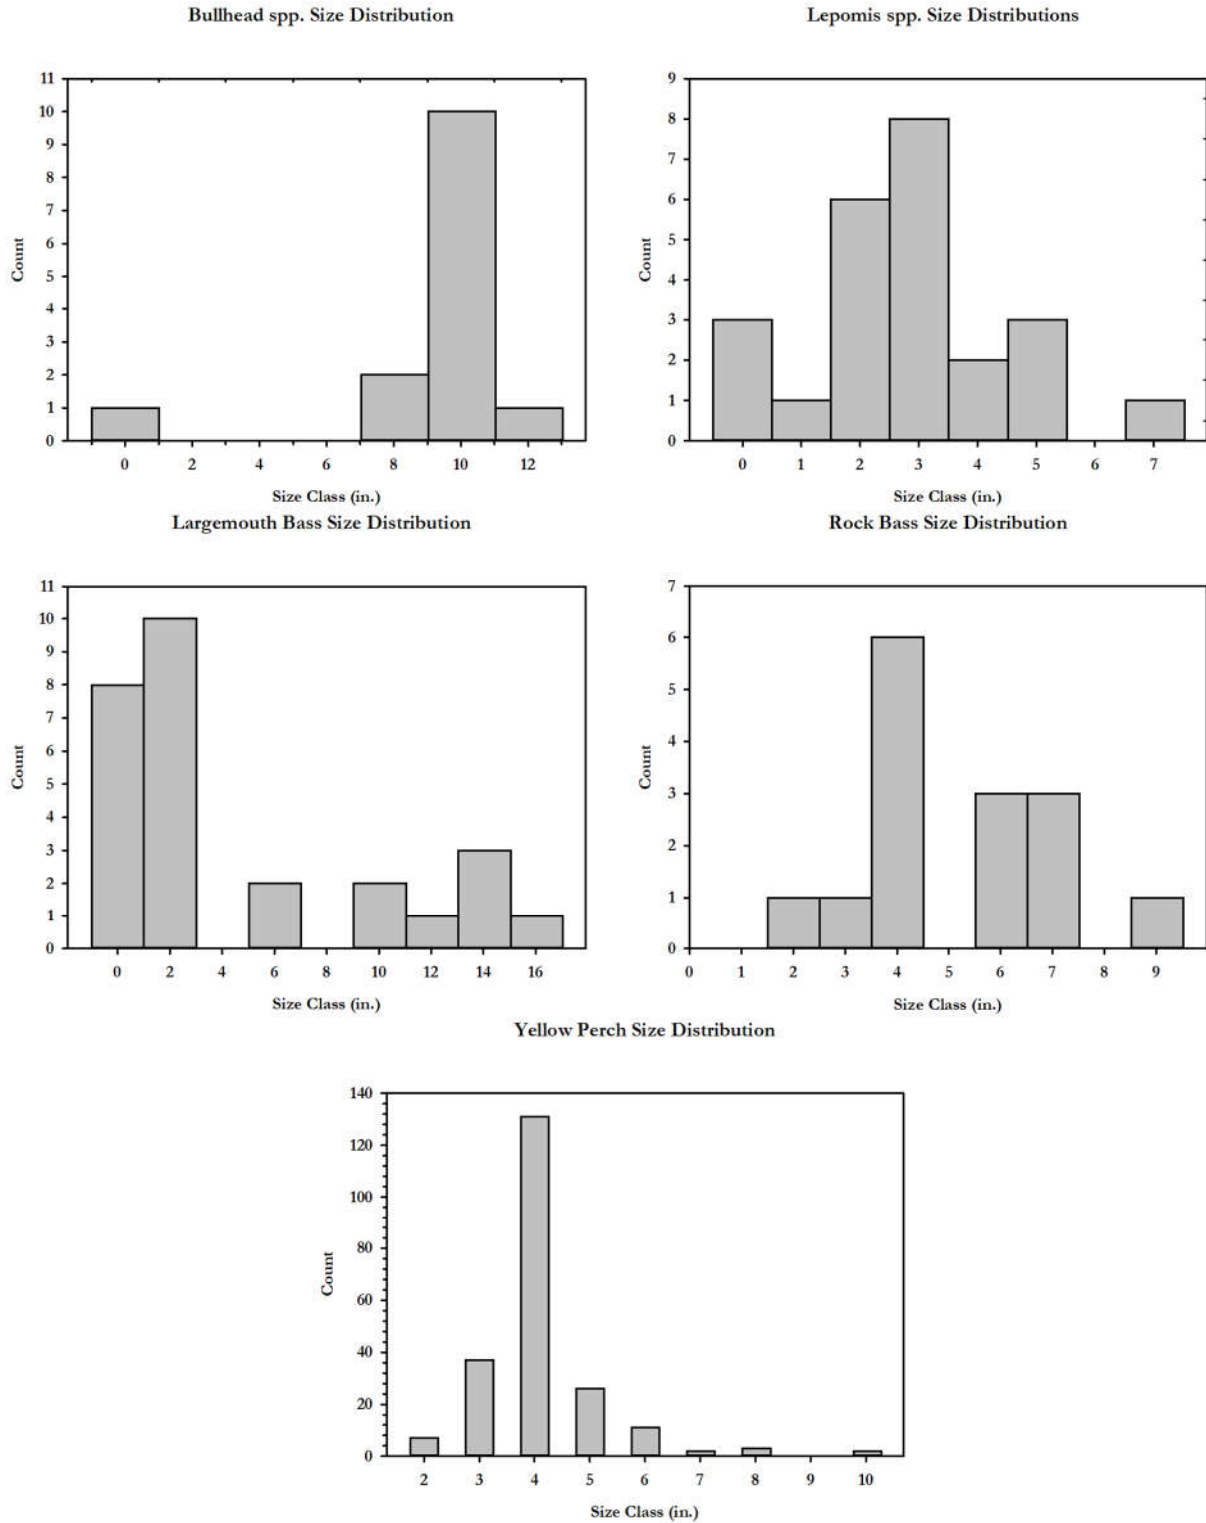 Bullhead spp. Size Distribution
11
10
9
8
7
6
5
4
3
2
1
0
Count
0 2 4 6 8 10 12
Size Class (in.)
Lepomis spp. Size Distributions
9
8
7
6
5
4
3
2
1
0
Count
0 1 2 3 4 5 6 7
Size Class (in.)
Largemouth Bass Size Distribution
11
10
9
8
7
6
5
4
3
2
1
0
Count
0 2 4 6 8 10 12 14 16
Size Class (in.)
Rock Bass Size Distribution
7
6
5
4
3
2
1
0
Count
0 1 2 3 4 5 6 7 8 9
Size Class (in.)
Yellow Perch Size Distribution
140
120
100
80
60
40
20
0
Count
2 3 4 5 6 7 8 9 10
Size Class (in.)